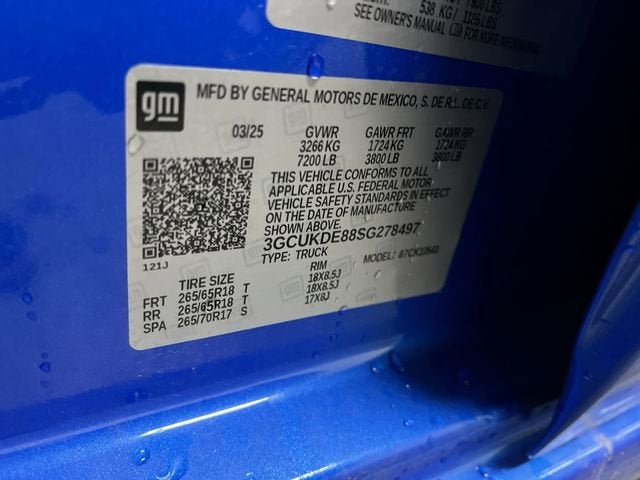 538 KG / 1185 LBS
SEE OWNER'S MANUAL FOR MORE INFORMATION
gm
MFD BY GENERAL MOTORS DE MEXICO, S. DE R.L. DE C.V.
03/25 GVWR GAWR FRT GAWR RR
3266 KG 1724 KG 1724 KG
7200 LB 3800 LB 3800 LB
THIS VEHICLE CONFORMS TO ALL
APPLICABLE U.S. FEDERAL MOTOR
VEHICLE SAFETY STANDARDS IN EFFECT
ON THE DATE OF MANUFACTURE
SHOWN ABOVE.
3GCUKDE88SG278497
TYPE: TRUCK MODEL:
121J
TIRE SIZE RIM
FRT 265/65R18 T 18X8.5J
RR 265/65R18 T 18X8.5J
SPA 265/70R17 S 17X8J